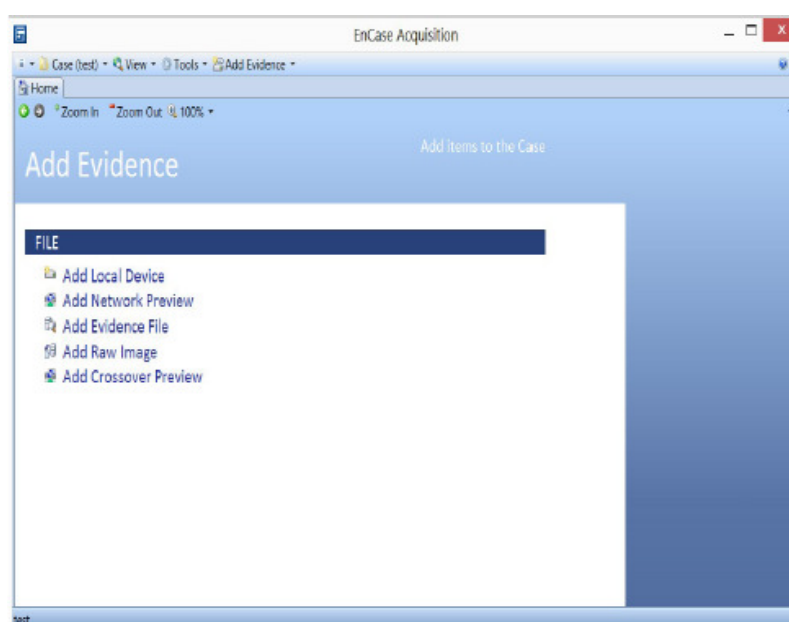 EnCase Acquisition
Case (test) View Tools Add Evidence
Home
Zoom In Zoom Out 100%
Add Evidence
Add items to the Case
FILE
Add Local Device
Add Network Preview
Add Evidence File
Add Raw Image
Add Crossover Preview
test